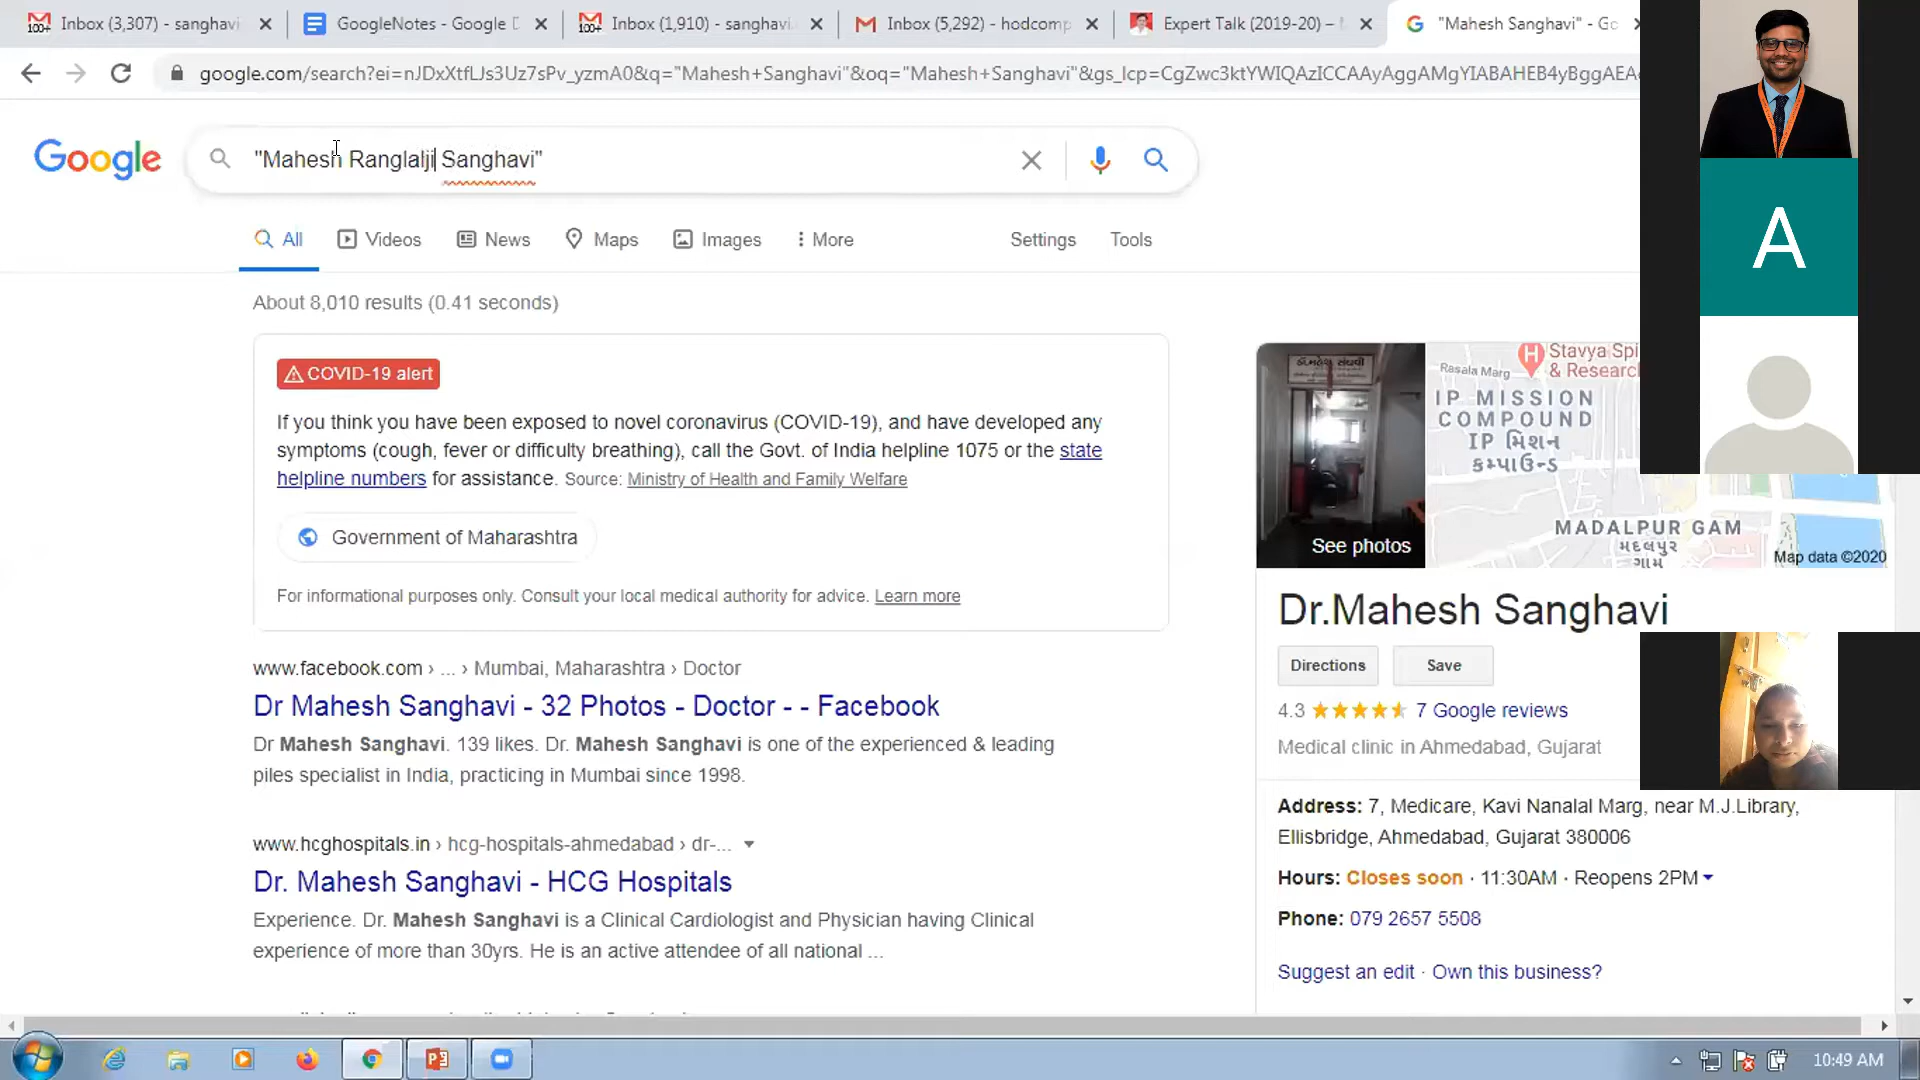 Inbox (3,307) - sanghavi
GoogleNotes - Google D
Inbox (1,910) - sanghavi.
Inbox (5,292) - hodcomp
Expert Talk (2019-20) –
"Mahesh Sanghavi" - Go
google.com/search?ei=nJDxXtfLJs3Uz7sPv_yzmA0&q="Mahesh+Sanghavi"&oq="Mahesh+Sanghavi"&gs_lcp=CgZwc3ktYWIQAzICCAAyAggAMgYIABAHEB4yBggAEA
Google
"Mahesh Ranglalji Sanghavi"
All
Videos
News
Maps
Images
More
Settings
Tools
About 8,010 results (0.41 seconds)
COVID-19 alert
If you think you have been exposed to novel coronavirus (COVID-19), and have developed any
symptoms (cough, fever or difficulty breathing), call the Govt. of India helpline 1075 or the state
helpline numbers for assistance. Source: Ministry of Health and Family Welfare
Government of Maharashtra
For informational purposes only. Consult your local medical authority for advice. Learn more
www.facebook.com › ... › Mumbai, Maharashtra › Doctor
Dr Mahesh Sanghavi - 32 Photos - Doctor - - Facebook
Dr Mahesh Sanghavi. 139 likes. Dr. Mahesh Sanghavi is one of the experienced & leading
piles specialist in India, practicing in Mumbai since 1998.
www.hcghospitals.in › hcg-hospitals-ahmedabad › dr-...
Dr. Mahesh Sanghavi - HCG Hospitals
Experience. Dr. Mahesh Sanghavi is a Clinical Cardiologist and Physician having Clinical
experience of more than 30yrs. He is an active attendee of all national ...
See photos
Rasala Marg
Stavya Spi
& Research
IP MISSION
COMPOUND
IP મિશન
કમ્પાઉન્ડ
MADALPUR GAM
મદલપુર
ગામ
Map data ©2020
Dr.Mahesh Sanghavi
Directions
Save
4.3
7 Google reviews
Medical clinic in Ahmedabad, Gujarat
Address: 7, Medicare, Kavi Nanalal Marg, near M.J.Library,
Ellisbridge, Ahmedabad, Gujarat 380006
Hours: Closes soon · 11:30AM · Reopens 2PM
Phone: 079 2657 5508
Suggest an edit · Own this business?
A
10:49 AM